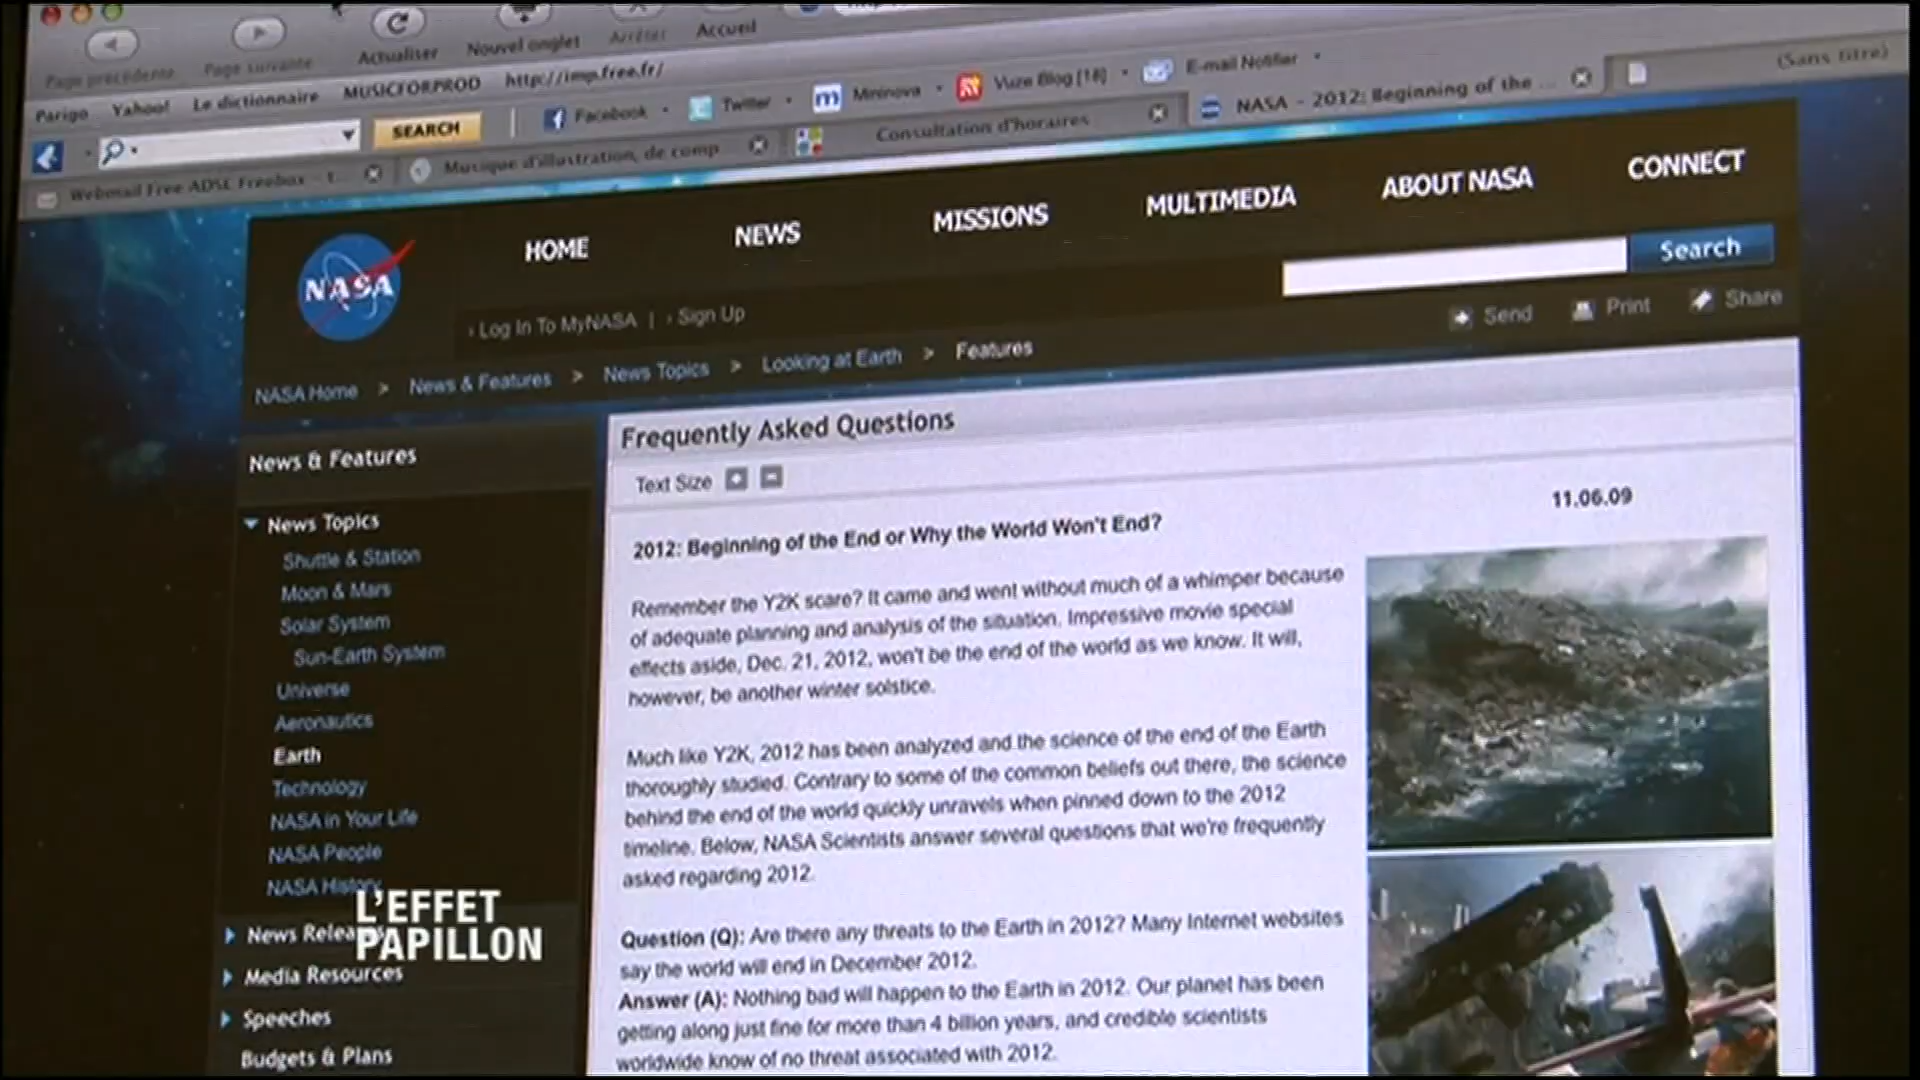 Actualiser
Nouvel onglet
Arrêter
Accueil
Page précédente
Page suivante
Parigo
Yahoo!
Le dictionnaire
MUSICFORPROD
http://imp.free.fr/
SEARCH
Facebook
Twitter
Mininova
Vuze Blog [18]
E-mail Notifier
Webmail Free ADSL Freebox - t
Musique d'illustration, de comp
Consultation d'horaires
NASA - 2012: Beginning of the ...
(Sans titre)
NASA
HOME
NEWS
MISSIONS
MULTIMEDIA
ABOUT NASA
CONNECT
Search
› Log In To MyNASA | › Sign Up
Send
Print
Share
NASA Home > News & Features > News Topics > Looking at Earth > Features
News & Features
News Topics
Shuttle & Station
Moon & Mars
Solar System
Sun-Earth System
Universe
Aeronautics
Earth
Technology
NASA in Your Life
NASA People
NASA History
News Relea
Media Resources
Speeches
Budgets & Plans
L'EFFET
PAPILLON
Frequently Asked Questions
Text Size
11.06.09
2012: Beginning of the End or Why the World Won't End?
Remember the Y2K scare? It came and went without much of a whimper because
of adequate planning and analysis of the situation. Impressive movie special
effects aside, Dec. 21, 2012, won't be the end of the world as we know. It will,
however, be another winter solstice.
Much like Y2K, 2012 has been analyzed and the science of the end of the Earth
thoroughly studied. Contrary to some of the common beliefs out there, the science
behind the end of the world quickly unravels when pinned down to the 2012
timeline. Below, NASA Scientists answer several questions that we're frequently
asked regarding 2012.
Question (Q): Are there any threats to the Earth in 2012? Many Internet websites
say the world will end in December 2012.
Answer (A): Nothing bad will happen to the Earth in 2012. Our planet has been
getting along just fine for more than 4 billion years, and credible scientists
worldwide know of no threat associated with 2012.